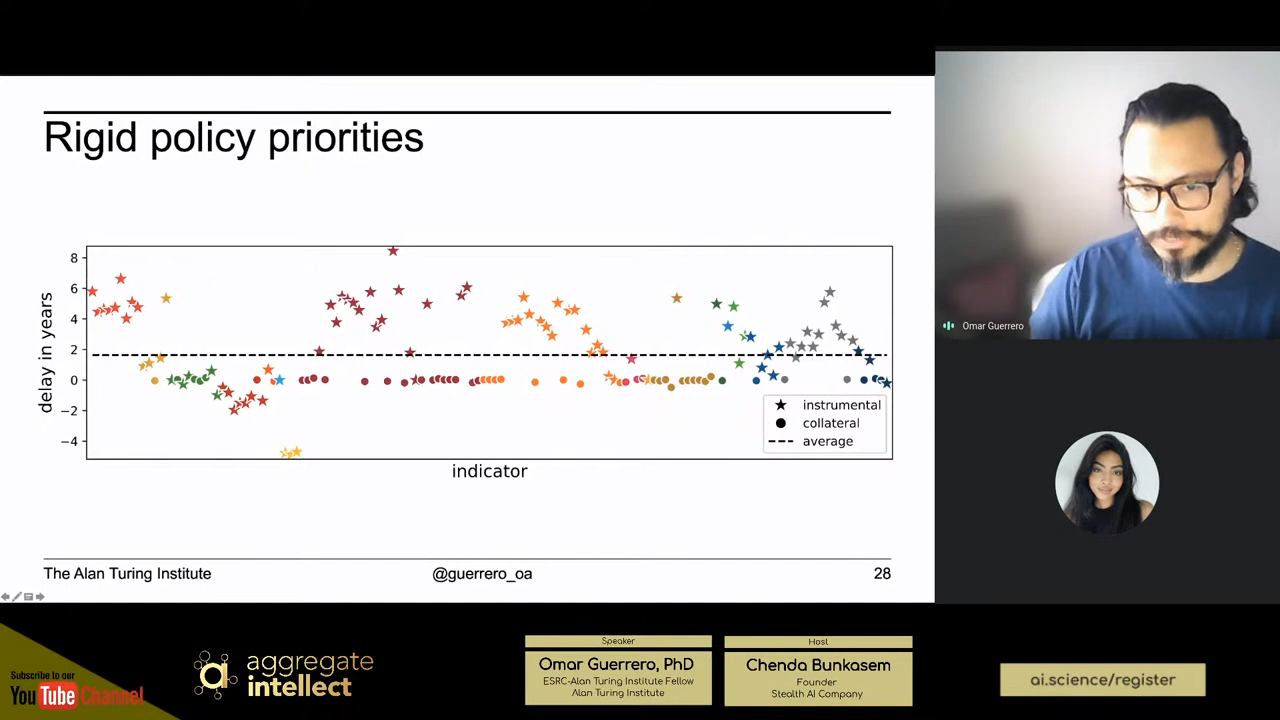 Rigid policy priorities
delay in years
8
6
4
2
0
−2
−4
instrumental
collateral
average
indicator
The Alan Turing Institute
@guerrero_oa
28
Omar Guerrero
Subscribe to our
YouTube Channel
aggregate
intellect
Speaker
Omar Guerrero, PhD
ESRC-Alan Turing Institute Fellow
Alan Turing Institute
Host
Chenda Bunkasem
Founder
Stealth AI Company
ai.science/register